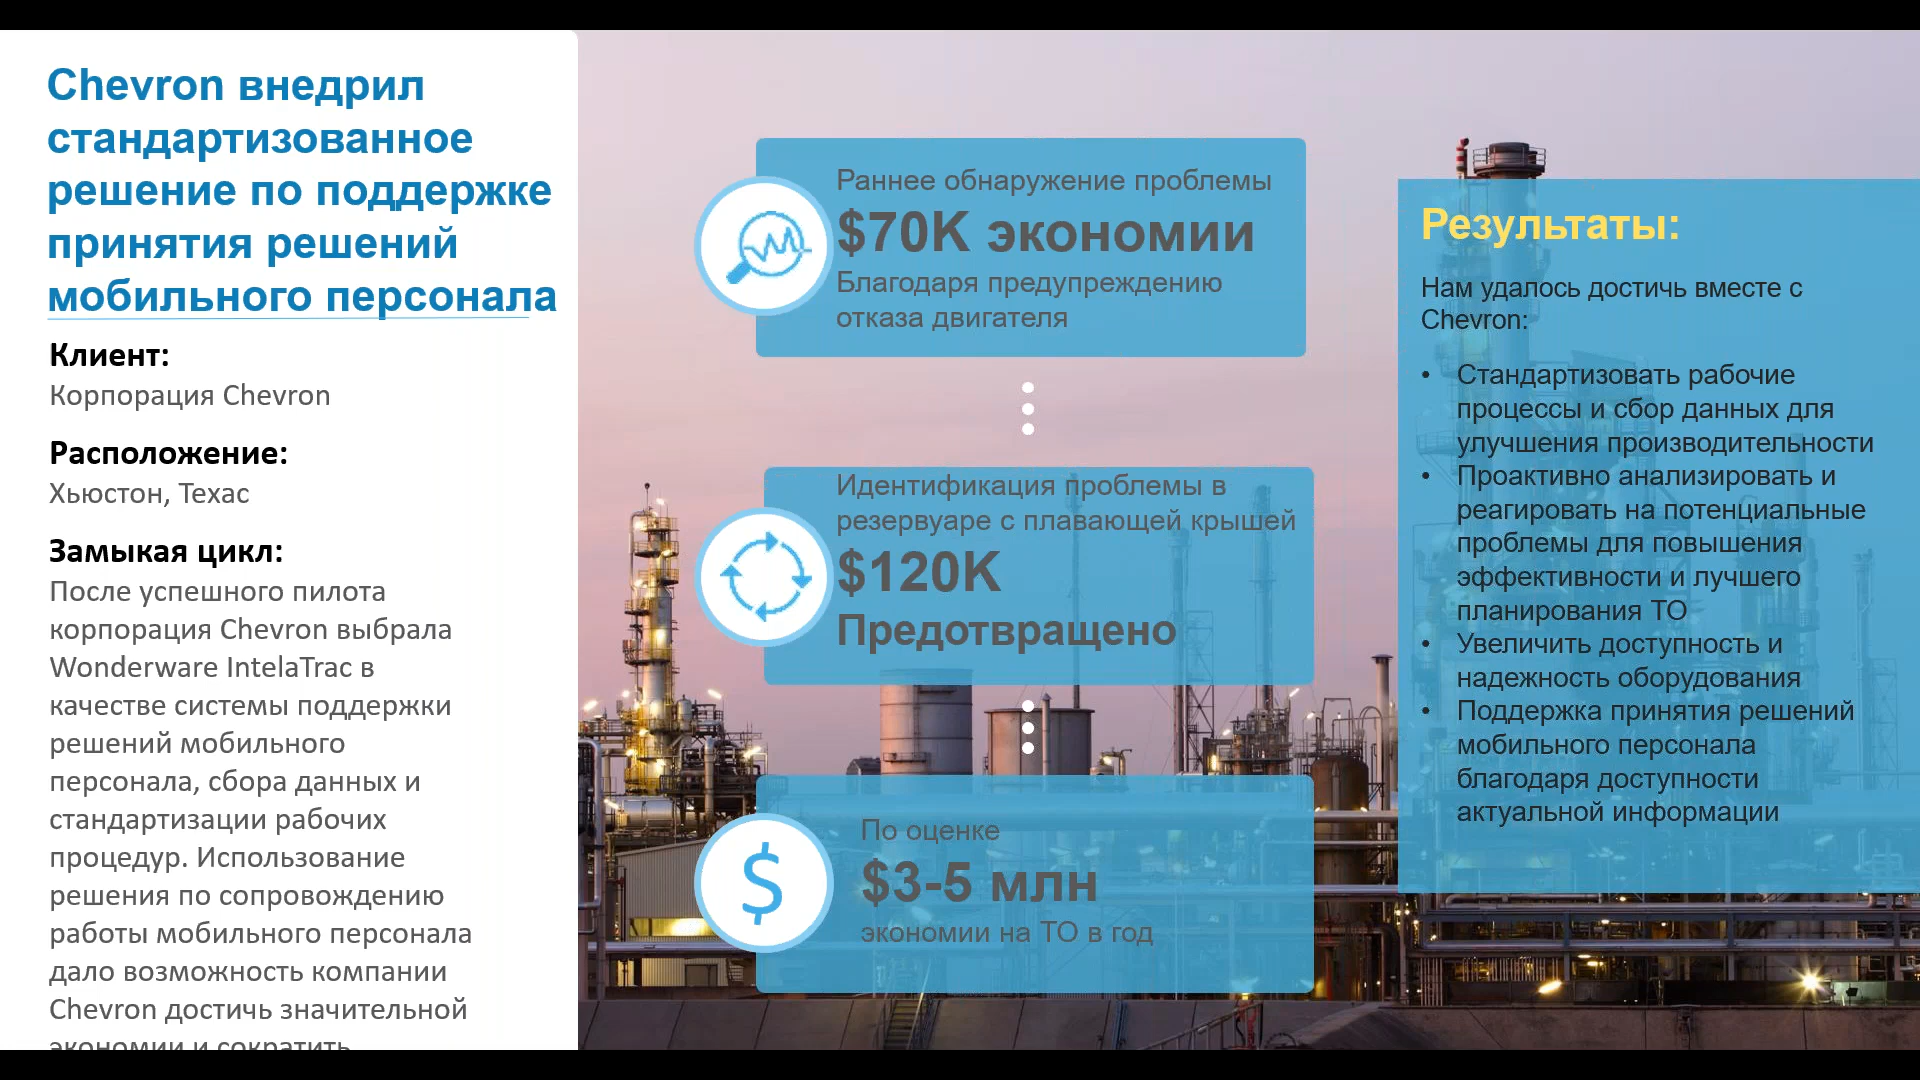 Chevron внедрил
стандартизованное
решение по поддержке
принятия решений
мобильного персонала
Клиент:
Корпорация Chevron
Расположение:
Хьюстон, Техас
Замыкая цикл:
После успешного пилота
корпорация Chevron выбрала
Wonderware IntelaTrac в
качестве системы поддержки
решений мобильного
персонала, сбора данных и
стандартизации рабочих
процедур. Использование
решения по сопровождению
работы мобильного персонала
дало возможность компании
Chevron достичь значительной
экономии и сократить
Раннее обнаружение проблемы
$70K экономии
Благодаря предупреждению
отказа двигателя
Идентификация проблемы в
резервуаре с плавающей крышей
$120K
Предотвращено
$
По оценке
$3-5 млн
экономии на ТО в год
Результаты:
Нам удалось достичь вместе с
Chevron:
• Стандартизовать рабочие
процессы и сбор данных для
улучшения производительности
• Проактивно анализировать и
реагировать на потенциальные
проблемы для повышения
эффективности и лучшего
планирования ТО
• Увеличить доступность и
надежность оборудования
• Поддержка принятия решений
мобильного персонала
благодаря доступности
актуальной информации